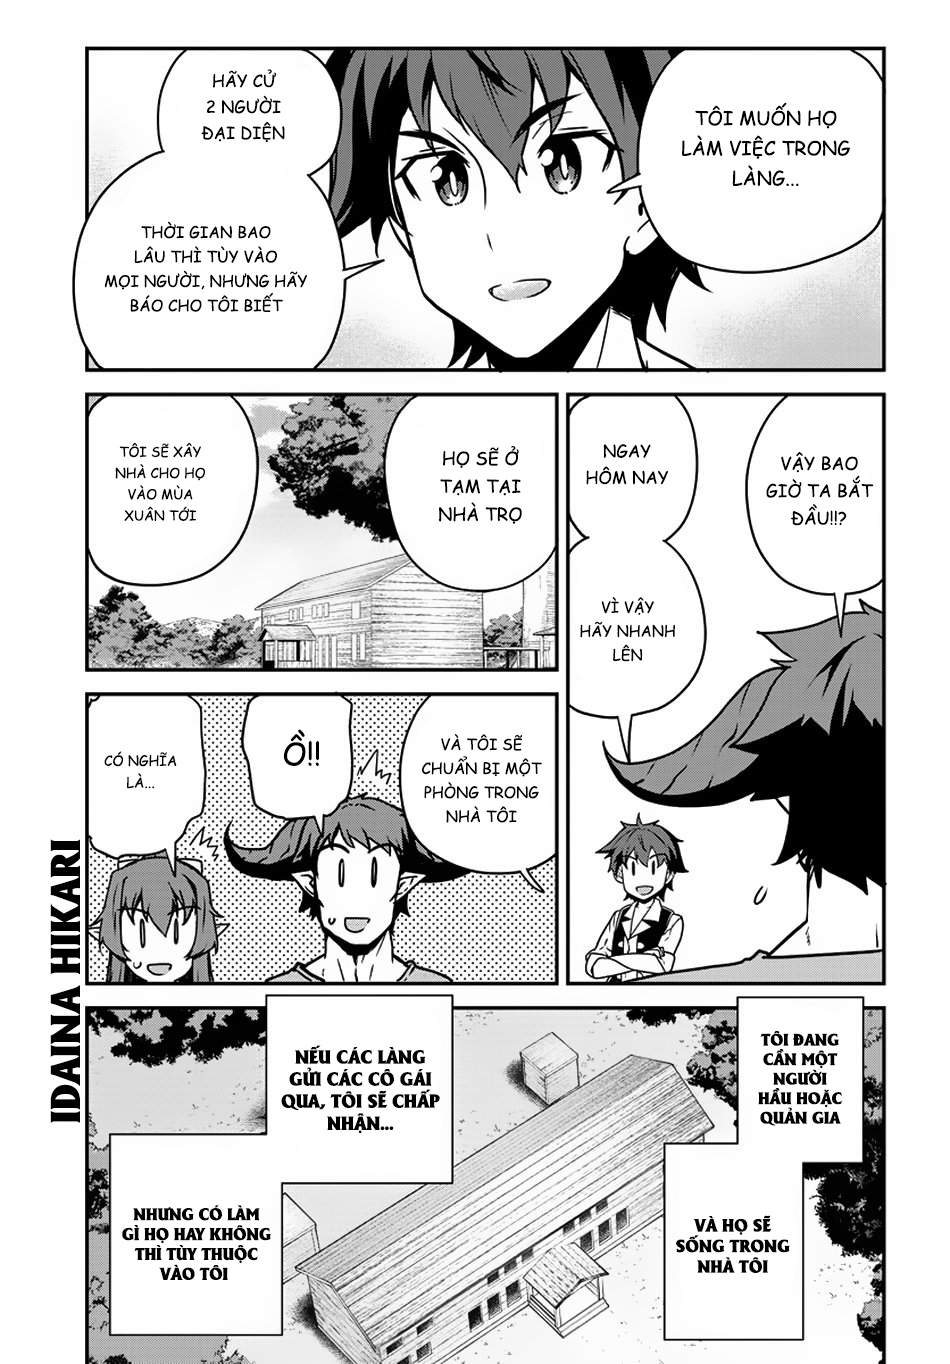 TÔI MUỐN HỌ
LÀM VIỆC TRONG
LÀNG...
HÃY CỬ
2 NGƯỜI
ĐẠI DIỆN
THỜI GIAN BAO
LÂU THÌ TÙY VÀO
MỌI NGƯỜI, NHƯNG HÃY
BÁO CHO TÔI BIẾT
VẬY BAO
GIỜ TA BẮT
ĐẦU!!?
NGAY
HÔM NAY
VÌ VẬY
HÃY NHANH
LÊN
HỌ SẼ Ở
TẠM TẠI
NHÀ TRỌ
TÔI SẼ XÂY
NHÀ CHO HỌ
VÀO MÙA
XUÂN TỚI
VÀ TÔI SẼ
CHUẨN BỊ MỘT
PHÒNG TRONG
NHÀ TÔI
Ồ!!
CÓ NGHĨA
LÀ...
TÔI ĐANG
CẦN MỘT
NGƯỜI
HẦU HOẶC
QUẢN GIA
VÀ HỌ SẼ
SỐNG TRONG
NHÀ TÔI
NẾU CÁC LÀNG
GỬI CÁC CÔ GÁI
QUA, TÔI SẼ CHẤP
NHẬN...
NHƯNG CÓ LÀM
GÌ HỌ HAY KHÔNG
THÌ TÙY THUỘC
VÀO TÔI
IDAINA HIKARI